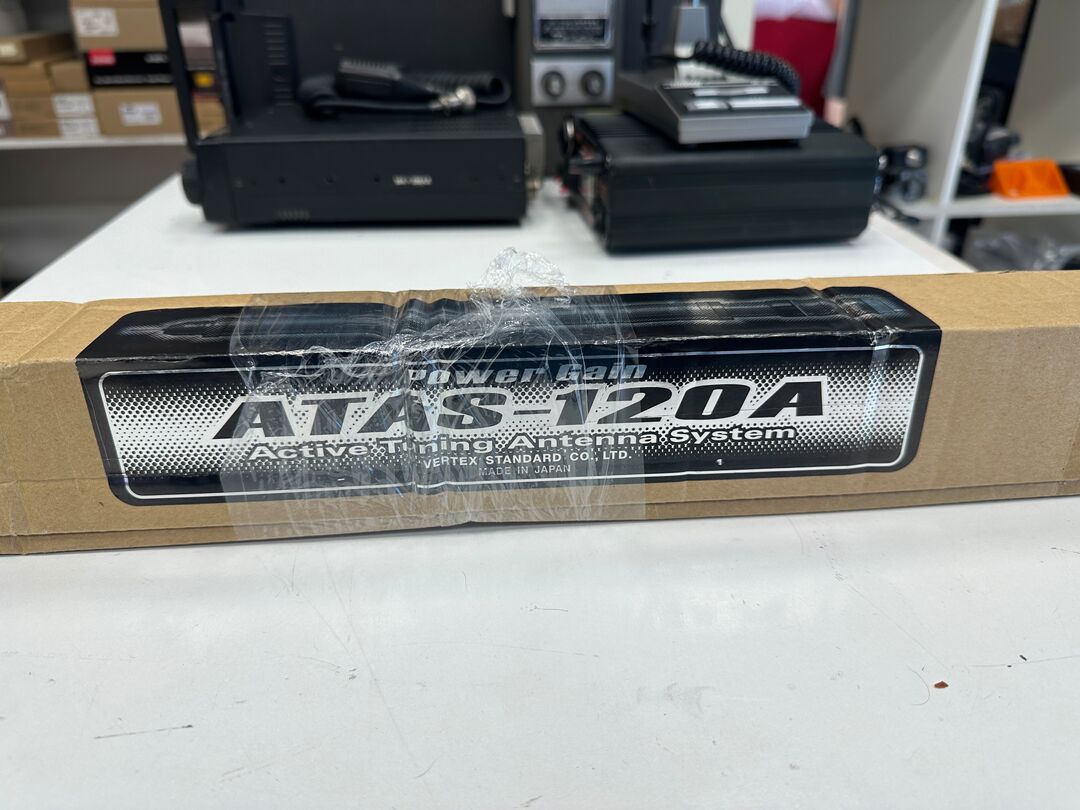 Power Gain
ATAS-120A
Active Tuning Antenna System
VERTEX STANDARD CO., LTD.
MADE IN JAPAN